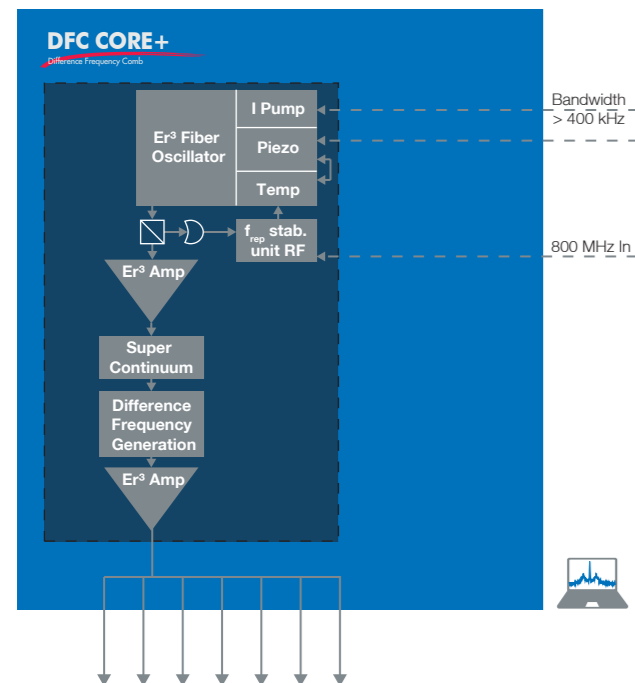 DFC CORE+
Difference Frequency Comb
Er³ Fiber
Oscillator
I Pump
Piezo
Temp
Bandwidth
> 400 kHz
f rep stab.
unit RF
800 MHz In
Er³ Amp
Super
Continuum
Difference
Frequency
Generation
Er³ Amp